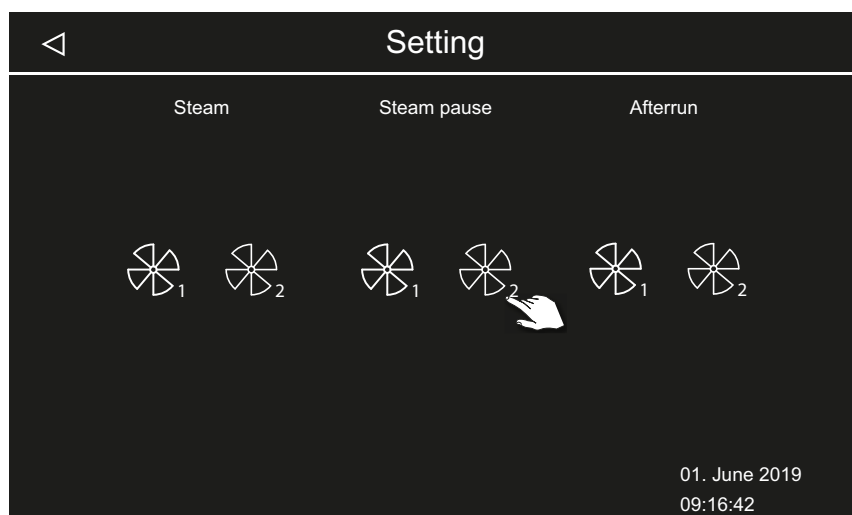 Setting
Steam Steam pause Afterrun
1 2 1 2 1 2
01. June 2019
09:16:42